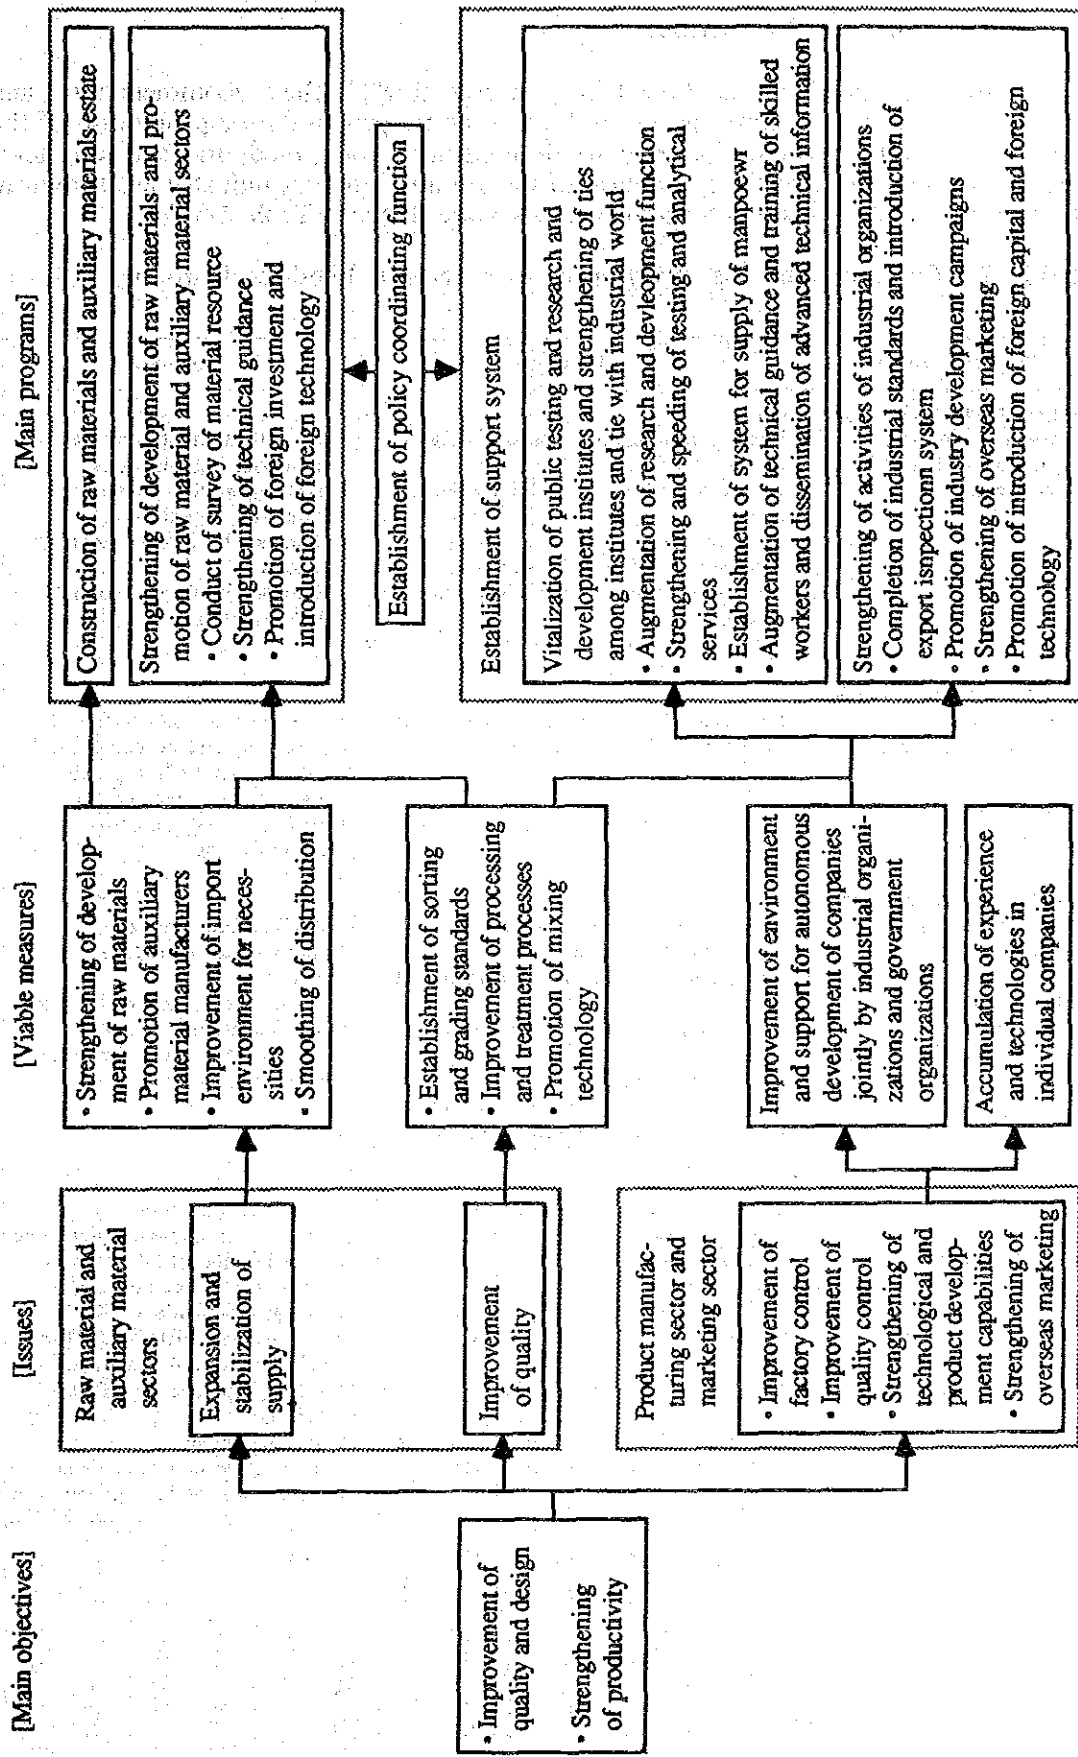 [Main objectives]
• Improvement of
quality and design
• Strengthening
of productivity
[Issues]
Raw material and
auxiliary material
sectors
Expansion and
stabilization of
supply
Improvement
of quality
Product manufac-
turing sector and
marketing sector
• Improvement of
factory control
• Improvement of
quality control
• Strengthening of
technological and
product develop-
ment capabilities
• Strengthening of
overseas marketing
[Viable measures]
• Strengthening of develop-
ment of raw materials
• Promotion of auxiliary
material manufacturers
• Improvement of import
environment for neces-
sities
• Smoothing of distribution
• Establishment of sorting
and grading standards
• Improvement of processing
and treatment processes
• Promotion of mixing
technology
Improvement of environment
and support for autonomous
development of companies
jointly by industrial organi-
zations and government
organizations
Accumulation of experience
and technologies in
individual companies
[Main programs]
Construction of raw materials and auxiliary materials estate
Strengthening of development of raw materials and pro-
motion of raw material and auxiliary material sectors
• Conduct of survey of material resource
• Strengthening of technical guidance
• Promotion of foreign investment and
introduction of foreign technology
Establishment of policy coordinating function
Establishment of support system
Vitalization of public testing and research and
development institutes and strengthening of ties
among institutes and tie with industrial world
• Augmentation of research and devleopment function
• Strengthening and speeding of testing and analytical
services
• Establishment of system for supply of manpoewr
• Augmentation of technical guidance and training of skilled
workers and dissemination of advanced technical information
Strengthening of activities of industrial organizations
• Completion of industrial standards and introduction of
export isnpectionn system
• Promotion of industry development campaigns
• Strengthening of overseas marketing
• Promotion of introduction of foreign capital and foreign
technology